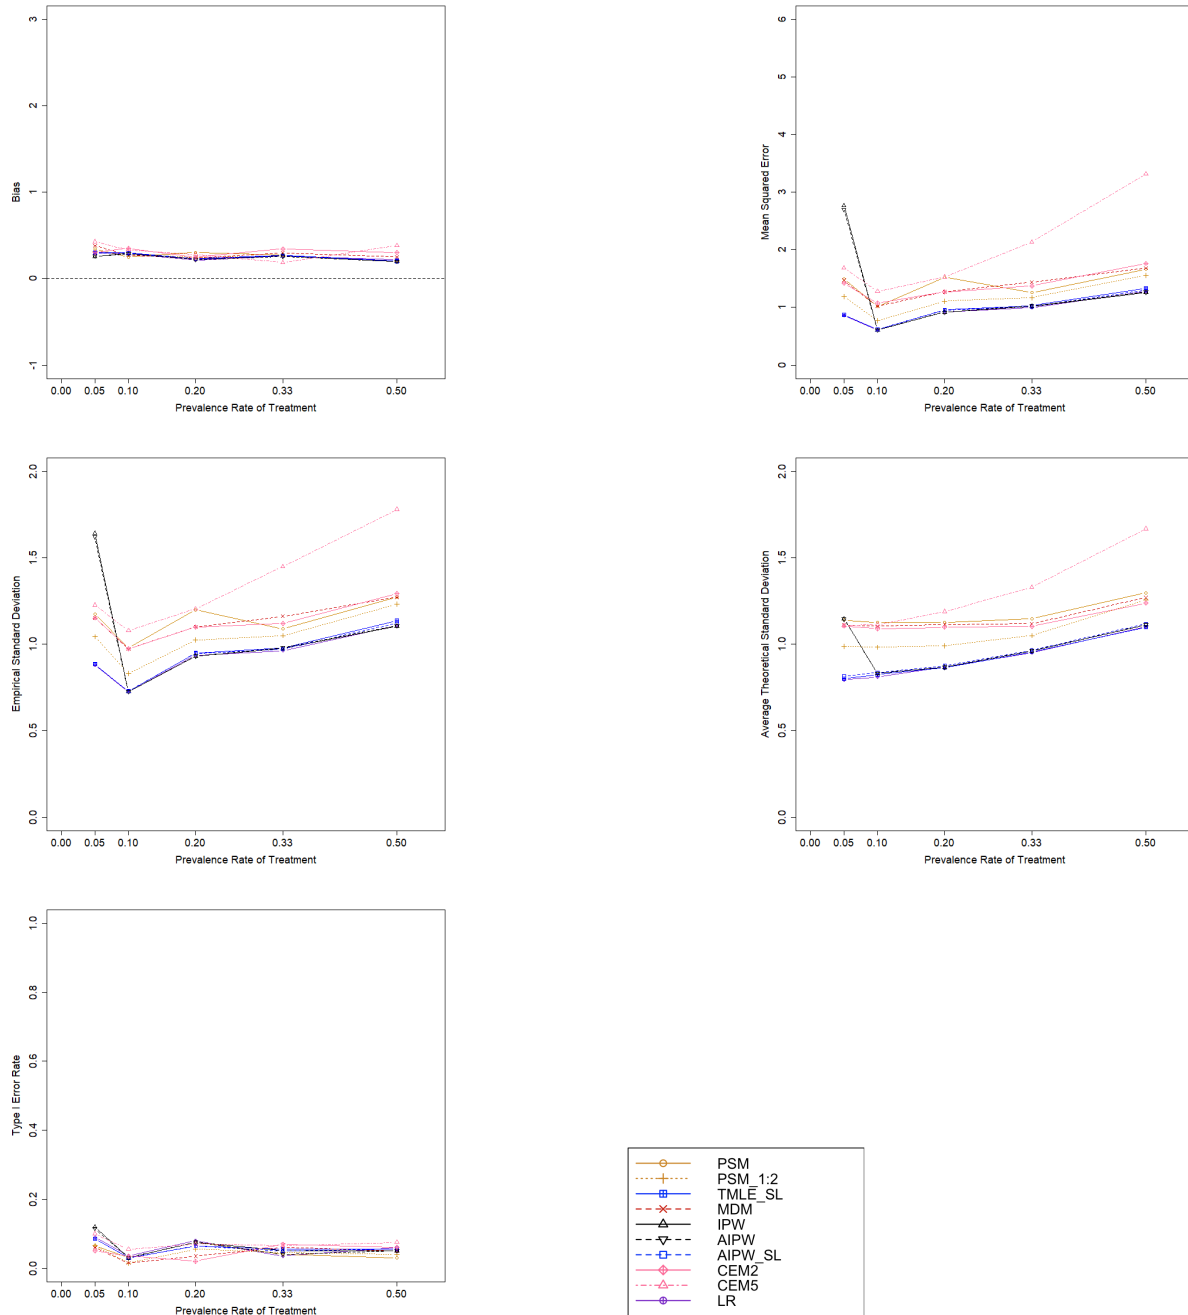 3
2
1
0
-1
Bias
0.00 0.05 0.10 0.20 0.33 0.50
Prevalence Rate of Treatment
6
5
4
3
2
1
0
Mean Squared Error
0.00 0.05 0.10 0.20 0.33 0.50
Prevalence Rate of Treatment
2.0
1.5
1.0
0.5
0.0
Empirical Standard Deviation
0.00 0.05 0.10 0.20 0.33 0.50
Prevalence Rate of Treatment
2.0
1.5
1.0
0.5
0.0
Average Theoretical Standard Deviation
0.00 0.05 0.10 0.20 0.33 0.50
Prevalence Rate of Treatment
1.0
0.8
0.6
0.4
0.2
0.0
Type I Error Rate
0.00 0.05 0.10 0.20 0.33 0.50
Prevalence Rate of Treatment
PSM
PSM_1:2
TMLE_SL
MDM
IPW
AIPW
AIPW_SL
CEM2
CEM5
LR